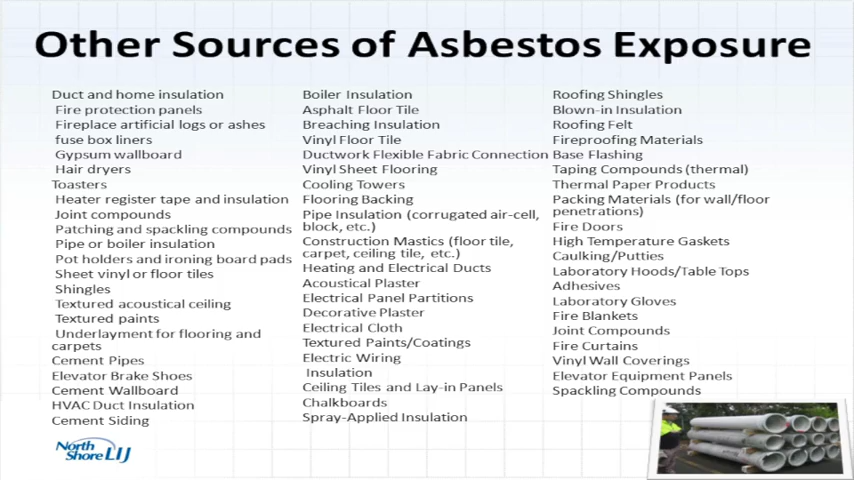 Other Sources of Asbestos Exposure
Duct and home insulation
Fire protection panels
Fireplace artificial logs or ashes
fuse box liners
Gypsum wallboard
Hair dryers
Toasters
Heater register tape and insulation
Joint compounds
Patching and spackling compounds
Pipe or boiler insulation
Pot holders and ironing board pads
Sheet vinyl or floor tiles
Shingles
Textured acoustical ceiling
Textured paints
Underlayment for flooring and
carpets
Cement Pipes
Elevator Brake Shoes
Cement Wallboard
HVAC Duct Insulation
Cement Siding
Boiler Insulation
Asphalt Floor Tile
Breaching Insulation
Vinyl Floor Tile
Ductwork Flexible Fabric Connection
Vinyl Sheet Flooring
Cooling Towers
Flooring Backing
Pipe Insulation (corrugated air-cell,
block, etc.)
Construction Mastics (floor tile,
carpet, ceiling tile, etc.)
Heating and Electrical Ducts
Acoustical Plaster
Electrical Panel Partitions
Decorative Plaster
Electrical Cloth
Textured Paints/Coatings
Electric Wiring
Insulation
Ceiling Tiles and Lay-in Panels
Chalkboards
Spray-Applied Insulation
Roofing Shingles
Blown-in Insulation
Roofing Felt
Fireproofing Materials
Base Flashing
Taping Compounds (thermal)
Thermal Paper Products
Packing Materials (for wall/floor
penetrations)
Fire Doors
High Temperature Gaskets
Caulking/Putties
Laboratory Hoods/Table Tops
Adhesives
Laboratory Gloves
Fire Blankets
Joint Compounds
Fire Curtains
Vinyl Wall Coverings
Elevator Equipment Panels
Spackling Compounds
North
Shore LIJ